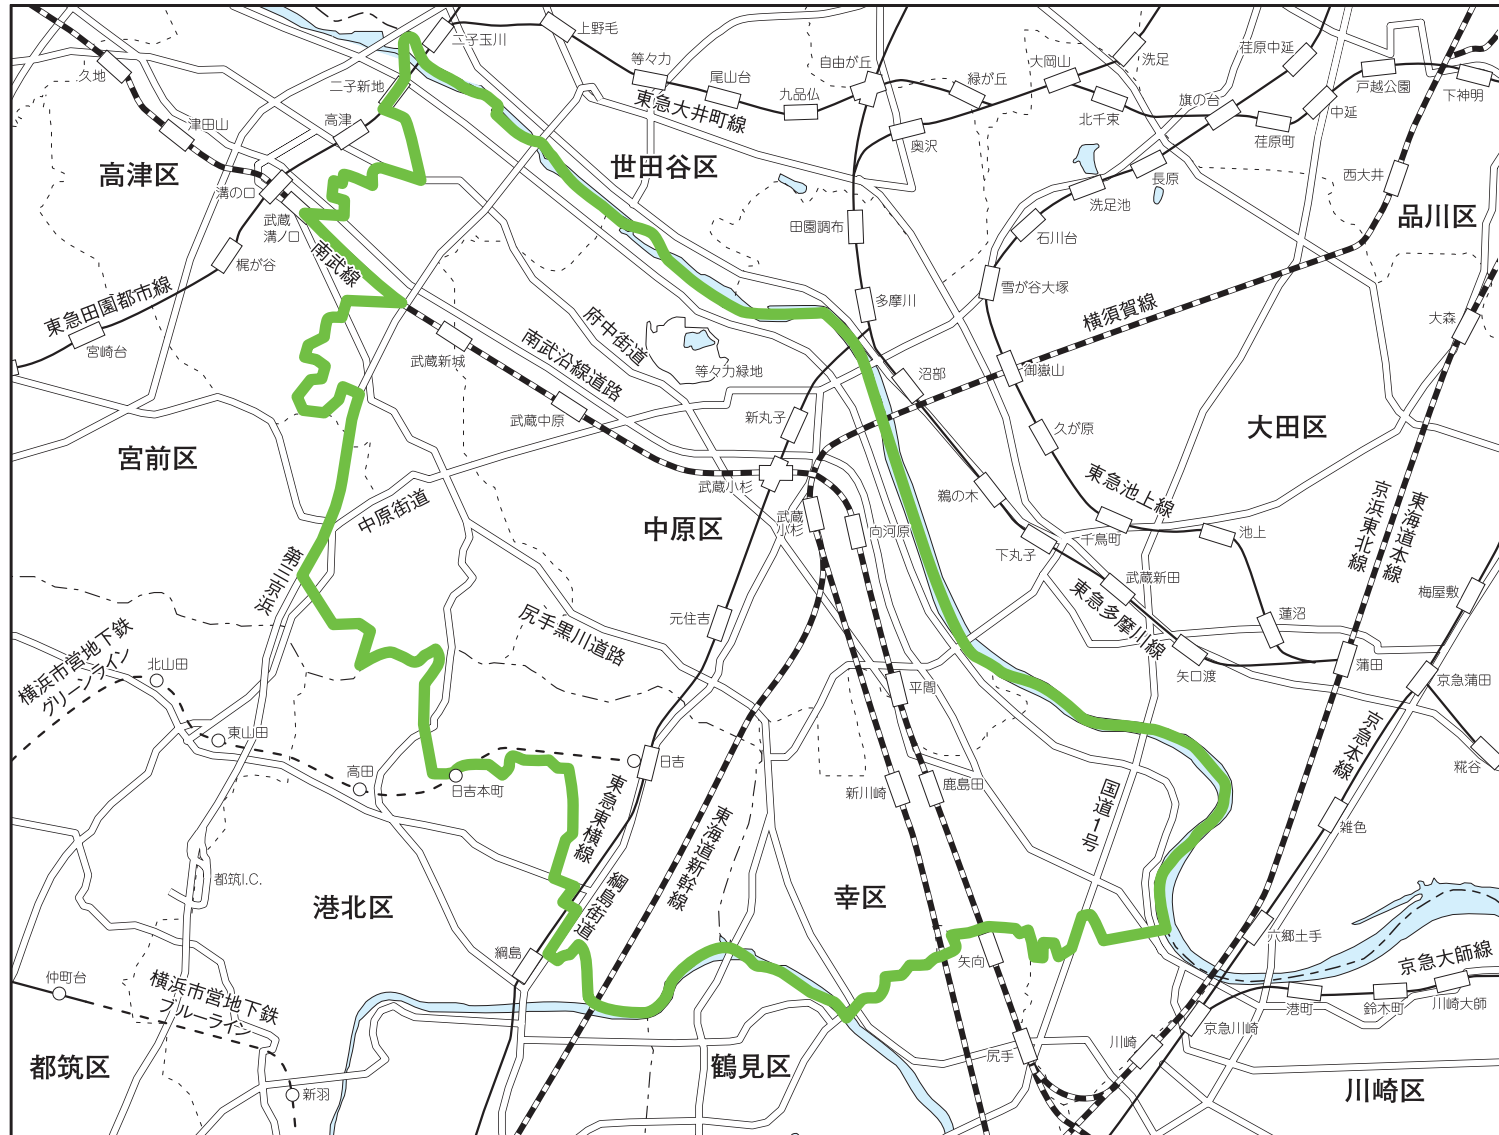 二子玉川
上野毛
等々力
尾山台
九品仏
自由が丘
緑が丘
大岡山
洗足
荏原中延
戸越公園
下神明
久地
二子新地
津田山
高津
東急大井町線
奥沢
北千束
旗の台
荏原町
中延
高津区
世田谷区
長原
西大井
溝の口
洗足池
品川区
武蔵
溝ノ口
田園調布
石川台
梶が谷
南武線
東急田園都市線
雪が谷大塚
多摩川
横須賀線
大森
宮崎台
武蔵新城
南武沿線道路
府中街道
等々力緑地
沼部
御嶽山
武蔵中原
新丸子
久が原
大田区
宮前区
武蔵小杉
東急池上線
鵜の木
中原街道
中原区
武蔵
小杉
向河原
千鳥町
池上
京浜東北線
東海道本線
下丸子
第三京浜
武蔵新田
東急多摩川線
梅屋敷
蓮沼
元住吉
尻手黒川道路
横浜市営地下鉄
グリーンライン
北山田
矢口渡
蒲田
京急蒲田
平間
東山田
京急本線
糀谷
高田
日吉本町
日吉
新川崎
鹿島田
国道1号
雑色
東急東横線
東海道新幹線
都筑I.C.
港北区
綱島街道
幸区
綱島
矢向
六郷土手
京急大師線
仲町台
横浜市営地下鉄
ブルーライン
港町
鈴木町
川崎大師
京急川崎
川崎
尻手
都筑区
鶴見区
新羽
川崎区